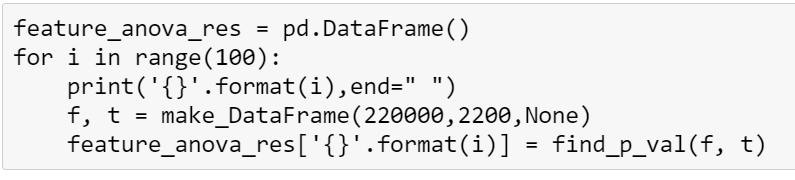 feature_anova_res = pd.DataFrame()
for i in range(100):
    print('{}'.format(i),end=" ")
    f, t = make_DataFrame(220000,2200,None)
    feature_anova_res['{}'.format(i)] = find_p_val(f, t)